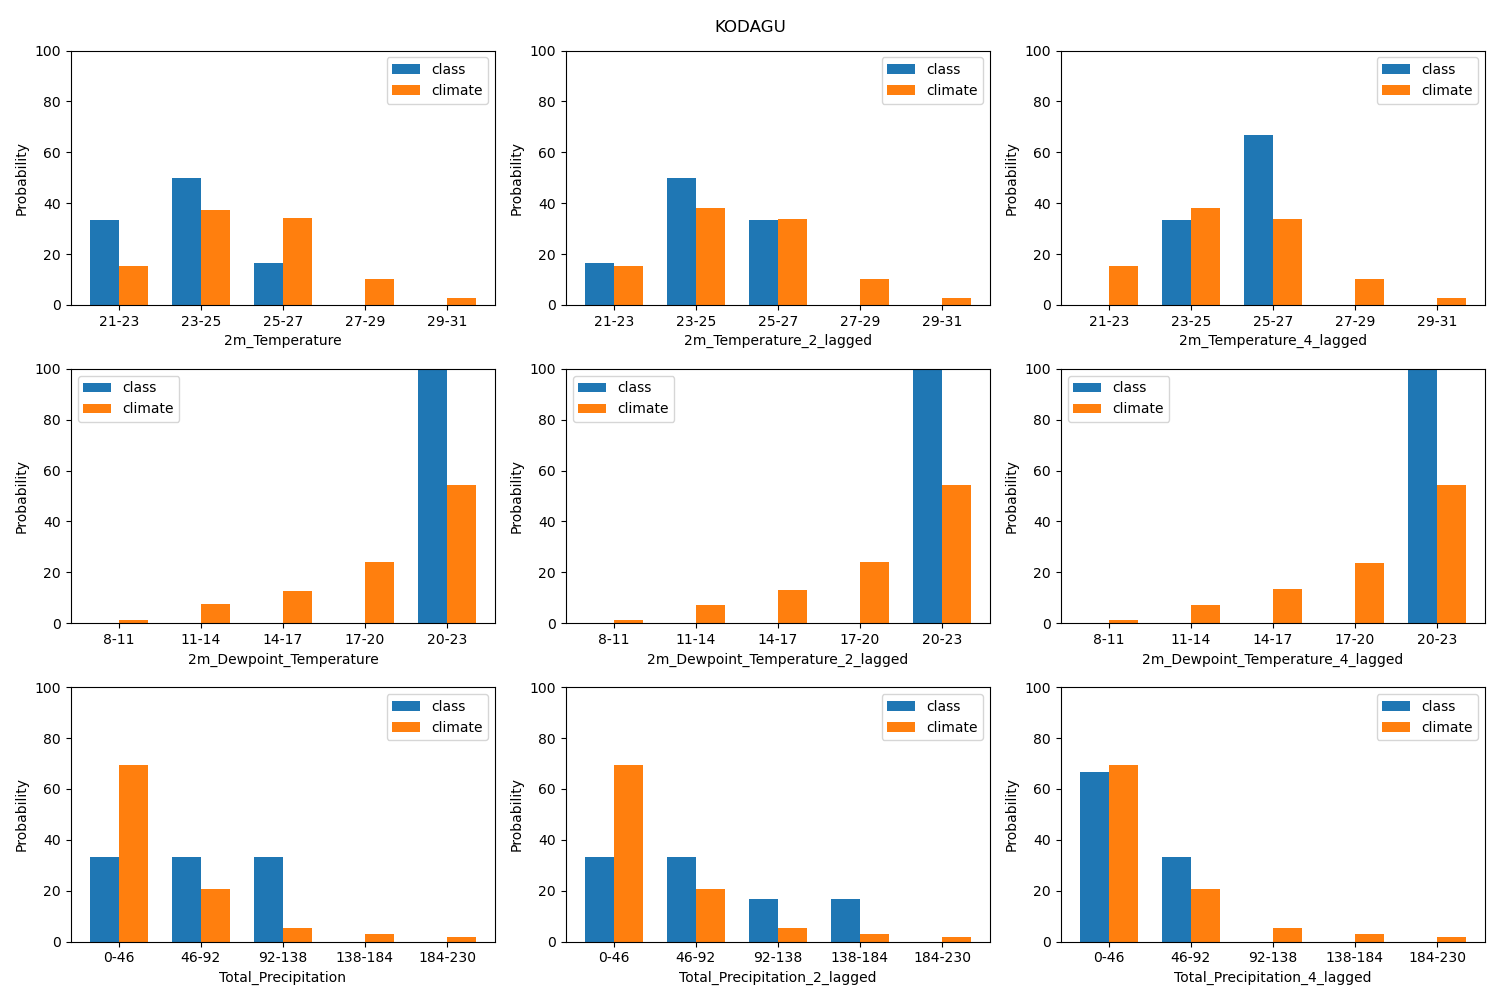 KODAGU
100
80
60
40
20
0
Probability
class
climate
21-23 23-25 25-27 27-29 29-31
2m_Temperature
100
80
60
40
20
0
Probability
class
climate
21-23 23-25 25-27 27-29 29-31
2m_Temperature_2_lagged
100
80
60
40
20
0
Probability
class
climate
21-23 23-25 25-27 27-29 29-31
2m_Temperature_4_lagged
100
80
60
40
20
0
Probability
class
climate
8-11 11-14 14-17 17-20 20-23
2m_Dewpoint_Temperature
100
80
60
40
20
0
Probability
class
climate
8-11 11-14 14-17 17-20 20-23
2m_Dewpoint_Temperature_2_lagged
100
80
60
40
20
0
Probability
class
climate
8-11 11-14 14-17 17-20 20-23
2m_Dewpoint_Temperature_4_lagged
100
80
60
40
20
0
Probability
class
climate
0-46 46-92 92-138 138-184 184-230
Total_Precipitation
100
80
60
40
20
0
Probability
class
climate
0-46 46-92 92-138 138-184 184-230
Total_Precipitation_2_lagged
100
80
60
40
20
0
Probability
class
climate
0-46 46-92 92-138 138-184 184-230
Total_Precipitation_4_lagged